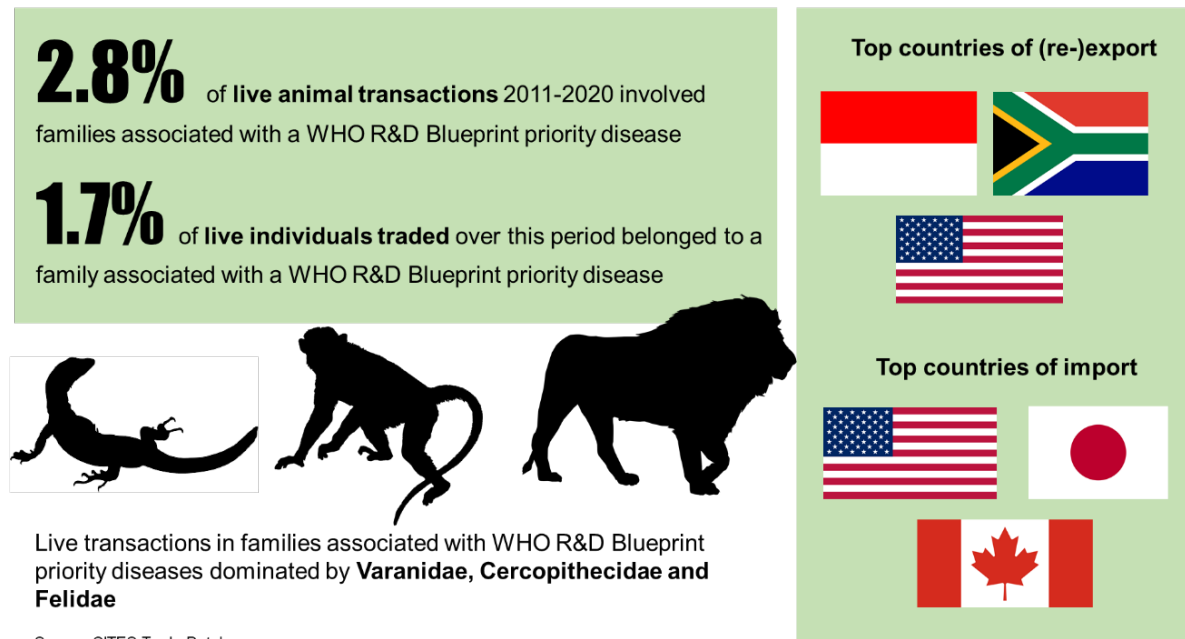 2.8% of live animal transactions 2011-2020 involved
families associated with a WHO R&D Blueprint priority disease
1.7% of live individuals traded over this period belonged to a
family associated with a WHO R&D Blueprint priority disease
Live transactions in families associated with WHO R&D Blueprint
priority diseases dominated by Varanidae, Cercopithecidae and
Felidae
Top countries of (re-)export
Top countries of import